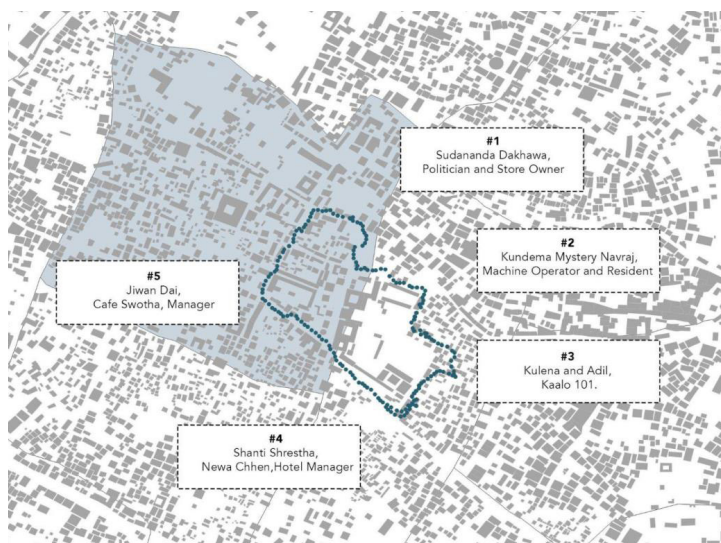 #1
Sudananda Dakhawa,
Politician and Store Owner
#2
Kundema Mystery Navraj,
Machine Operator and Resident
#5
Jiwan Dai,
Cafe Swotha, Manager
#3
Kulena and Adil,
Kaalo 101.
#4
Shanti Shrestha,
Newa Chhen,Hotel Manager